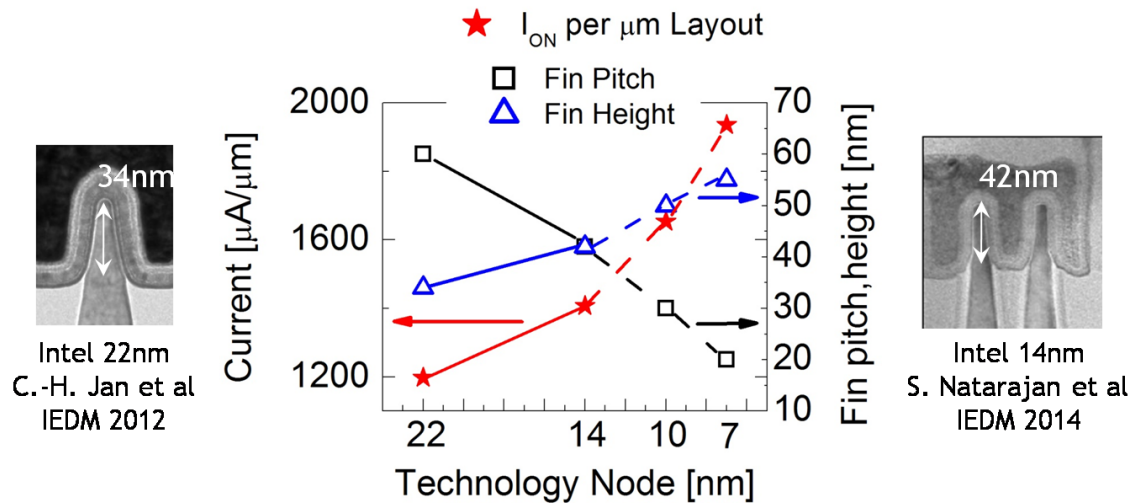 I_ON per μm Layout
Fin Pitch
Fin Height
34nm
Intel 22nm
C.-H. Jan et al
IEDM 2012
Current [μA/μm]
2000
1600
1200
70
60
50
40
30
20
10
Fin pitch,height [nm]
22 14 10 7
Technology Node [nm]
42nm
Intel 14nm
S. Natarajan et al
IEDM 2014